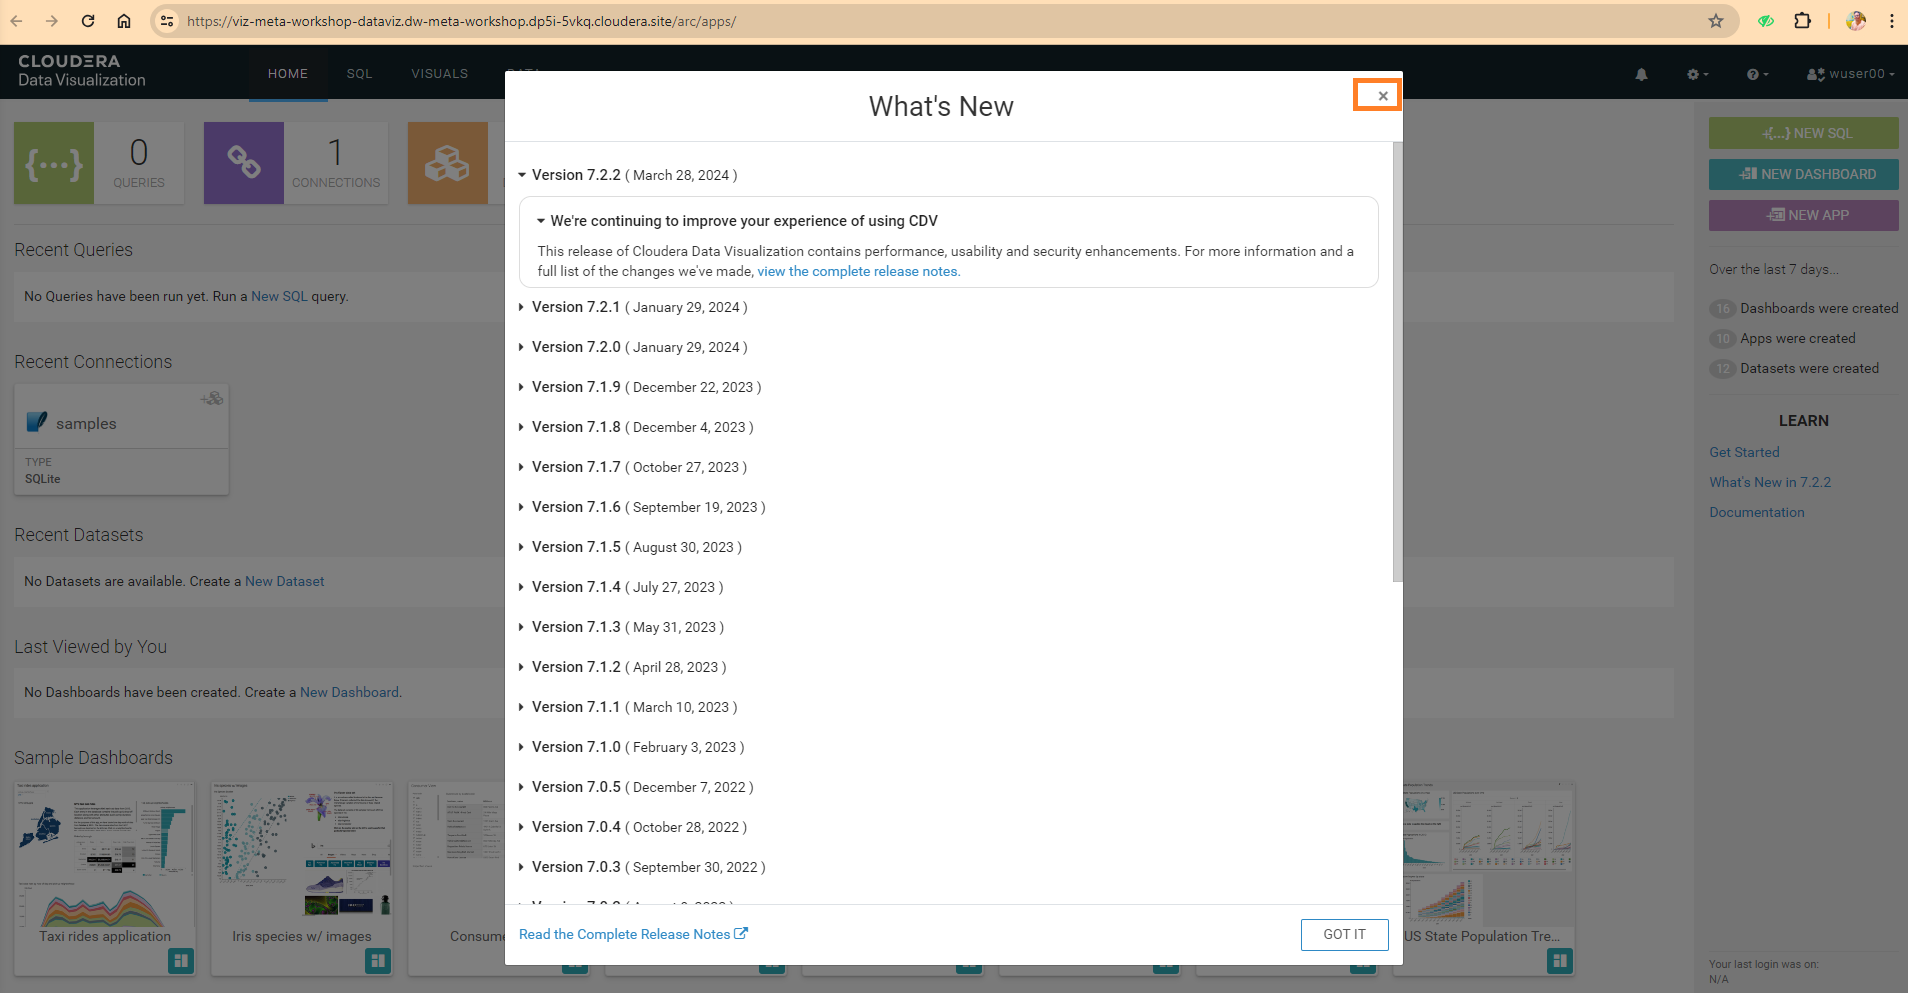 https://viz-meta-workshop-dataviz.dw-meta-workshop.dp5i-5vkq.cloudera.site/arc/apps/
CLOUDERA
Data Visualization
HOME
SQL
VISUALS
wuser00
What's New
×
0
QUERIES
1
CONNECTIONS
NEW SQL
NEW DASHBOARD
NEW APP
Version 7.2.2 ( March 28, 2024 )
We're continuing to improve your experience of using CDV
This release of Cloudera Data Visualization contains performance, usability and security enhancements. For more information and a
full list of the changes we've made, view the complete release notes.
Version 7.2.1 ( January 29, 2024 )
Version 7.2.0 ( January 29, 2024 )
Version 7.1.9 ( December 22, 2023 )
Version 7.1.8 ( December 4, 2023 )
Version 7.1.7 ( October 27, 2023 )
Version 7.1.6 ( September 19, 2023 )
Version 7.1.5 ( August 30, 2023 )
Version 7.1.4 ( July 27, 2023 )
Version 7.1.3 ( May 31, 2023 )
Version 7.1.2 ( April 28, 2023 )
Version 7.1.1 ( March 10, 2023 )
Version 7.1.0 ( February 3, 2023 )
Version 7.0.5 ( December 7, 2022 )
Version 7.0.4 ( October 28, 2022 )
Version 7.0.3 ( September 30, 2022 )
Read the Complete Release Notes
GOT IT
Recent Queries
No Queries have been run yet. Run a New SQL query.
Recent Connections
samples
TYPE
SQLite
Recent Datasets
No Datasets are available. Create a New Dataset
Last Viewed by You
No Dashboards have been created. Create a New Dashboard.
Sample Dashboards
Taxi rides application
Iris species w/ images
US State Population Tre...
Over the last 7 days...
16 Dashboards were created
10 Apps were created
12 Datasets were created
LEARN
Get Started
What's New in 7.2.2
Documentation
Your last login was on:
N/A